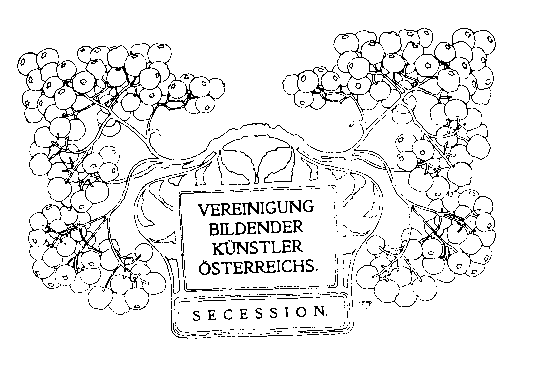 VEREINIGUNG
BILDENDER
KÜNSTLER
ÖSTERREICHS.
SECESSION.